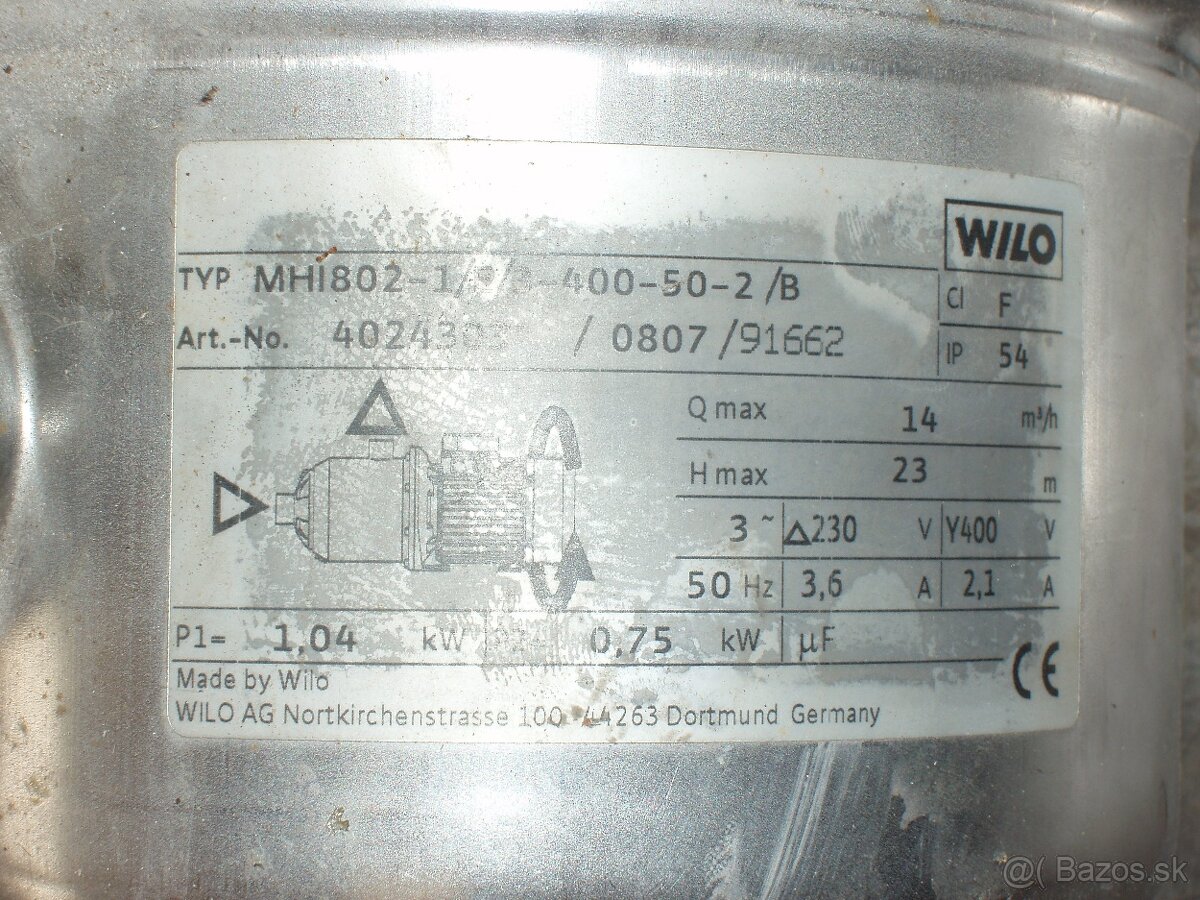 WILO
TYP MHI802-1/ -400-50-2 /B
CI F
Art.-No. / 0807 /91662
IP 54
Q max 14 m³/h
H max 23 m
3 ~ △230 V Y400 V
50 Hz 3,6 A 2,1 A
P1= 1,04 kW 0,75 kW μF
CE
Made by Wilo
WILO AG Nortkirchenstrasse 100 44263 Dortmund Germany
@( Bazos.sk